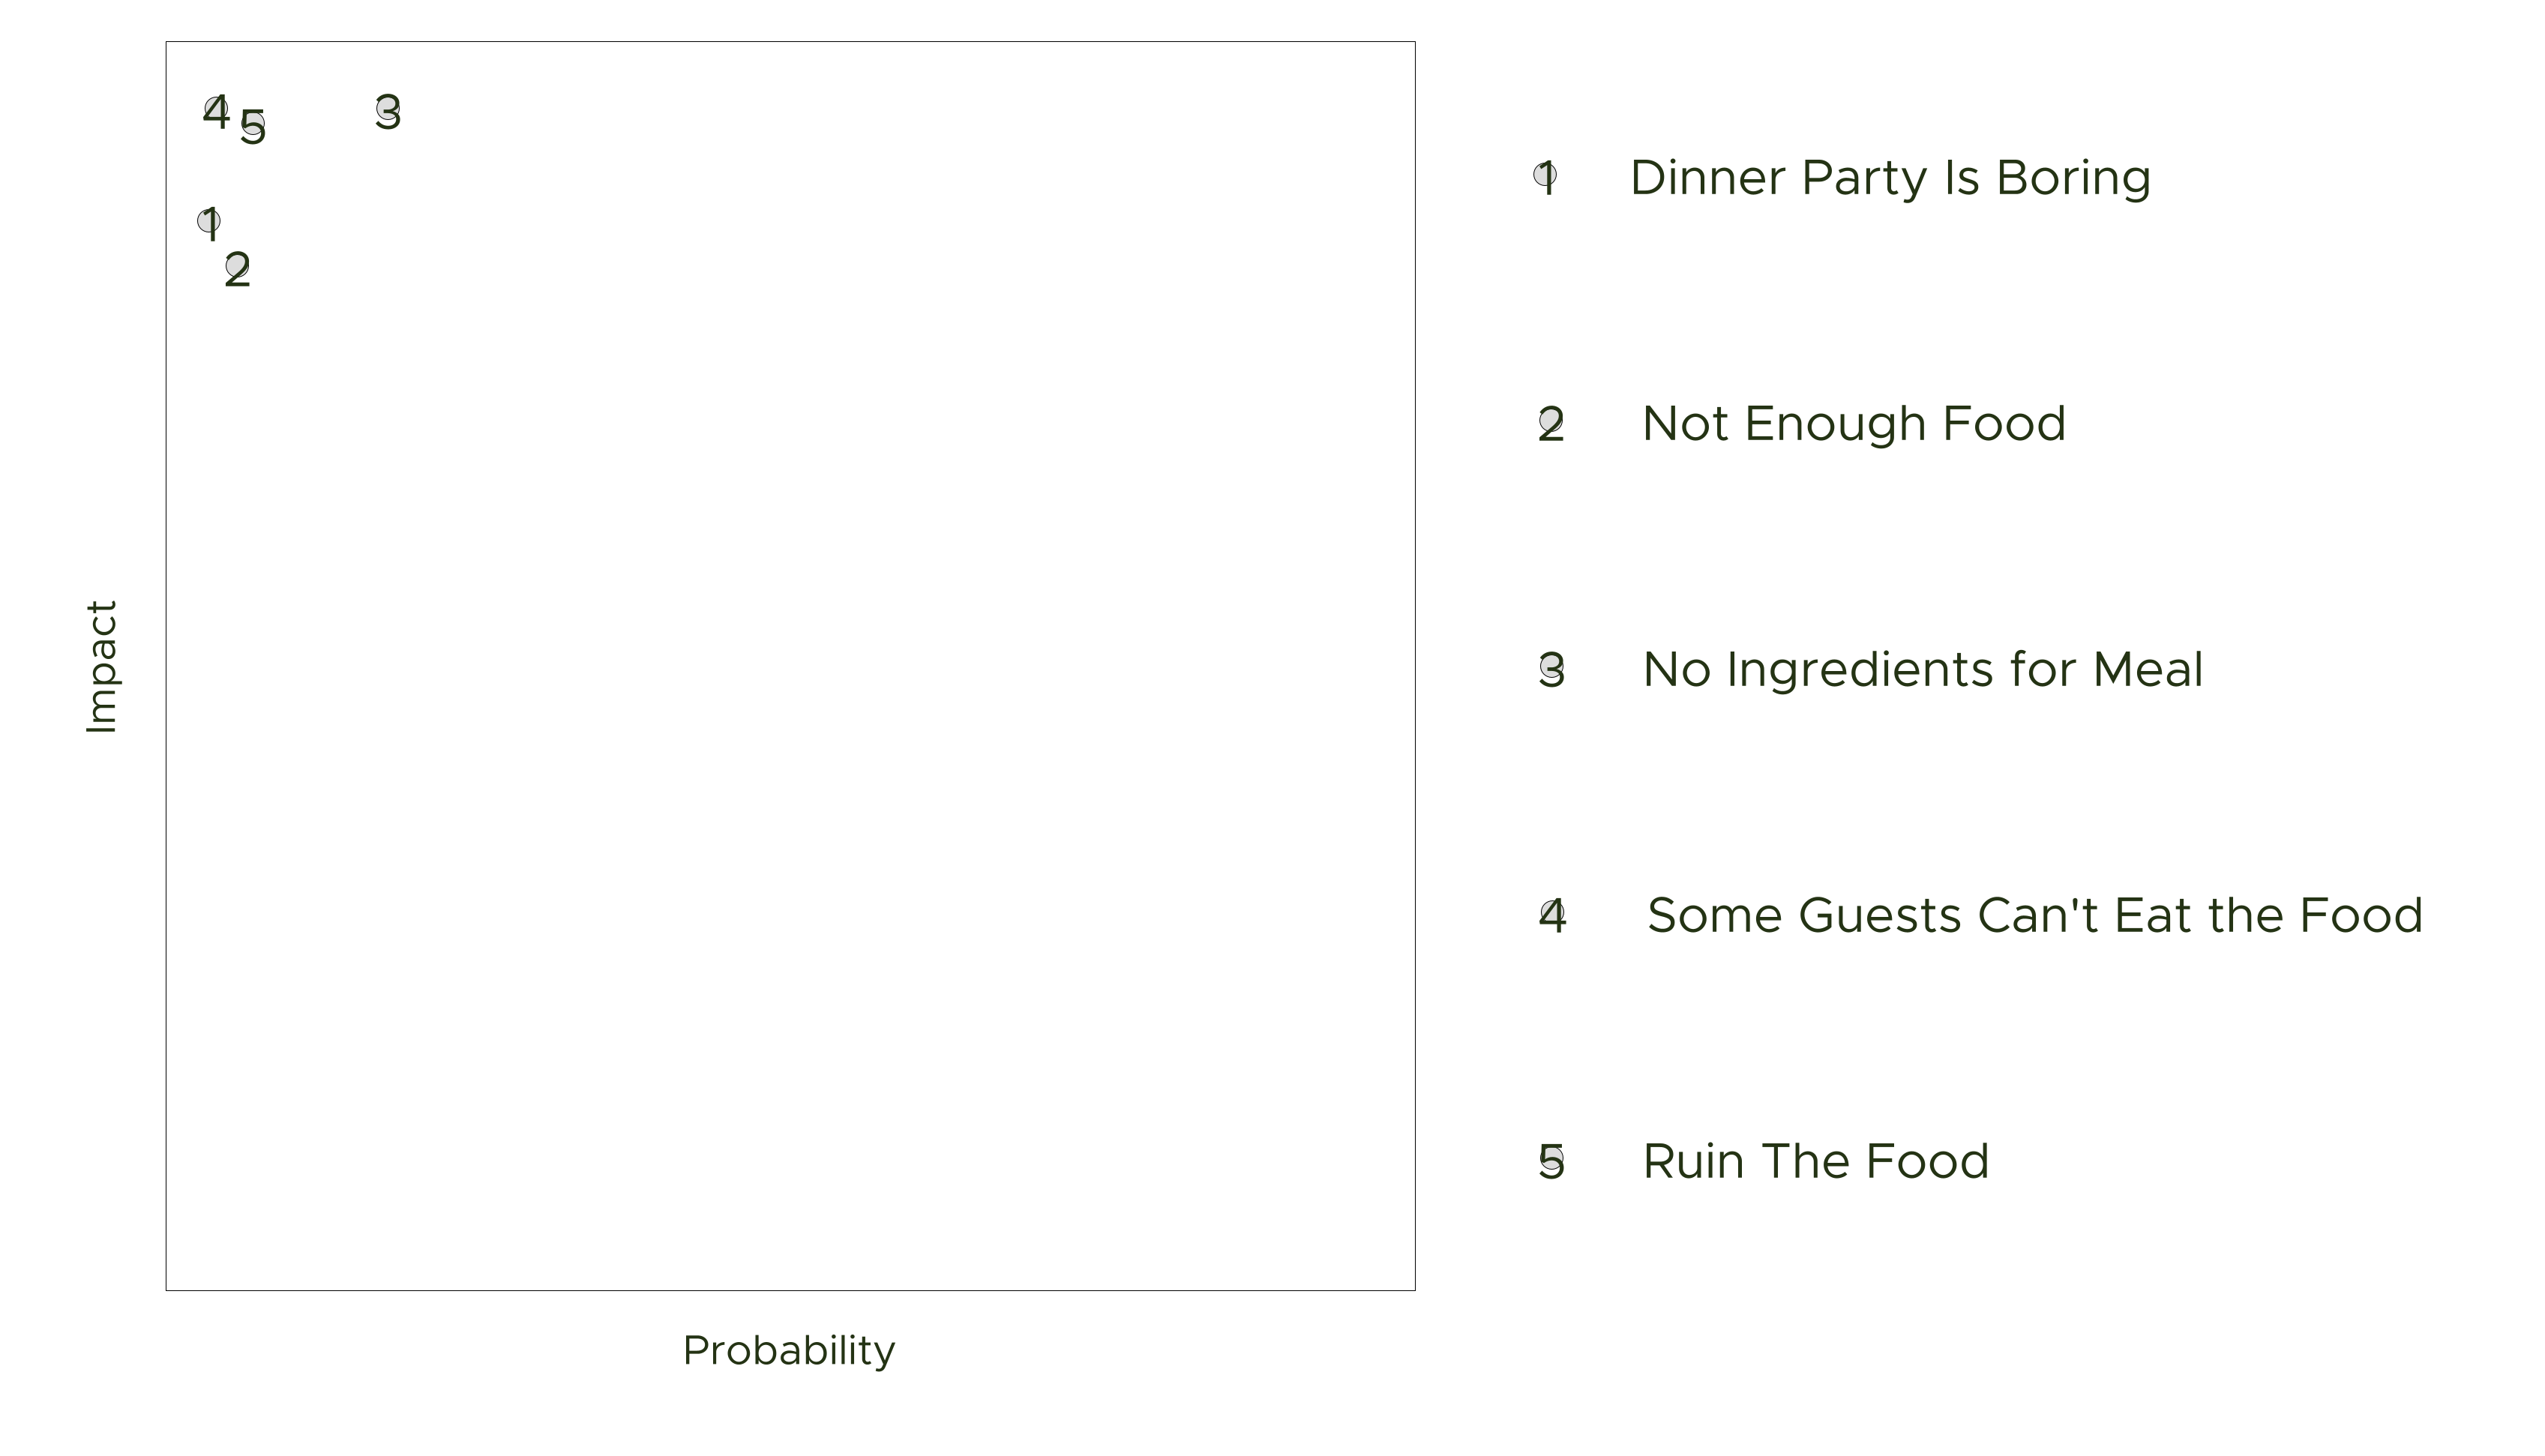 4
5
3
1
2
Impact
Probability
1 Dinner Party Is Boring
2 Not Enough Food
3 No Ingredients for Meal
4 Some Guests Can't Eat the Food
5 Ruin The Food